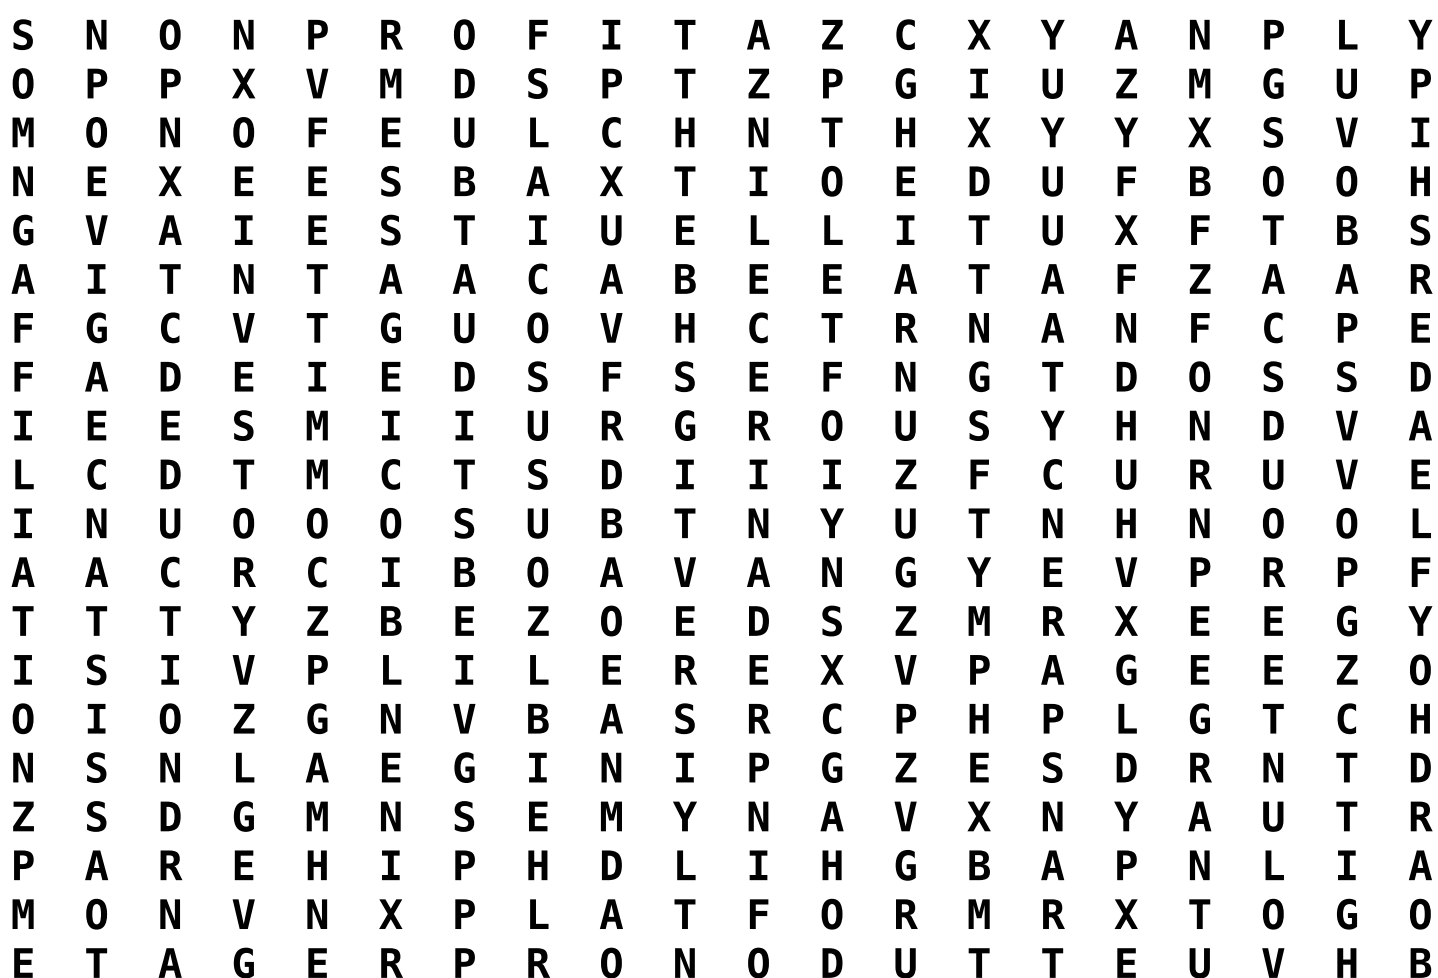 S N O N P R O F I T A Z C X Y A N P L Y
O P P X V M D S P T Z P G I U Z M G U P
M O N O F E U L C H N T H X Y Y X S V I
N E X E E S B A X T I O E D U F B O O H
G V A I E S T I U E L L I T U X F T B S
A I T N T A A C A B E E A T A F Z A A R
F G C V T G U O V H C T R N A N F C P E
F A D E I E D S F S E F N G T D O S S D
I E E S M I I U R G R O U S Y H N D V A
L C D T M C T S D I I I Z F C U R U V E
I N U O O O S U B T N Y U T N H N O O L
A A C R C I B O A V A N G Y E V P R P F
T T T Y Z B E Z O E D S Z M R X E E G Y
I S I V P L I L E R E X V P A G E E Z O
O I O Z G N V B A S R C P H P L G T C H
N S N L A E G I N I P G Z E S D R N T D
Z S D G M N S E M Y N A V X N Y A U T R
P A R E H I P H D L I H G B A P N L I A
M O N V N X P L A T F O R M R X T O G O
E T A G E R P R O N O D U T T E U V H B